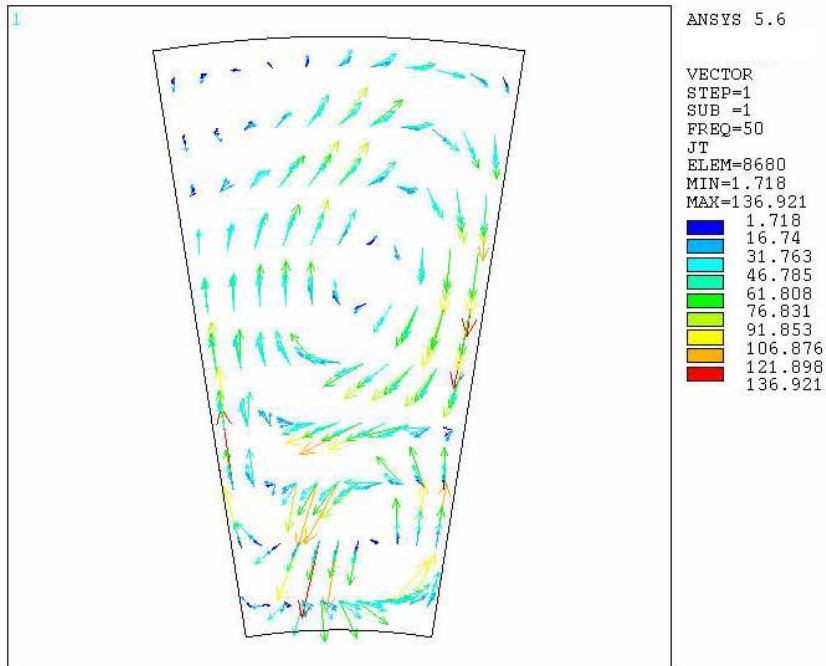 1
ANSYS 5.6
VECTOR
STEP=1
SUB =1
FREQ=50
JT
ELEM=8680
MIN=1.718
MAX=136.921
1.718
16.74
31.763
46.785
61.808
76.831
91.853
106.876
121.898
136.921